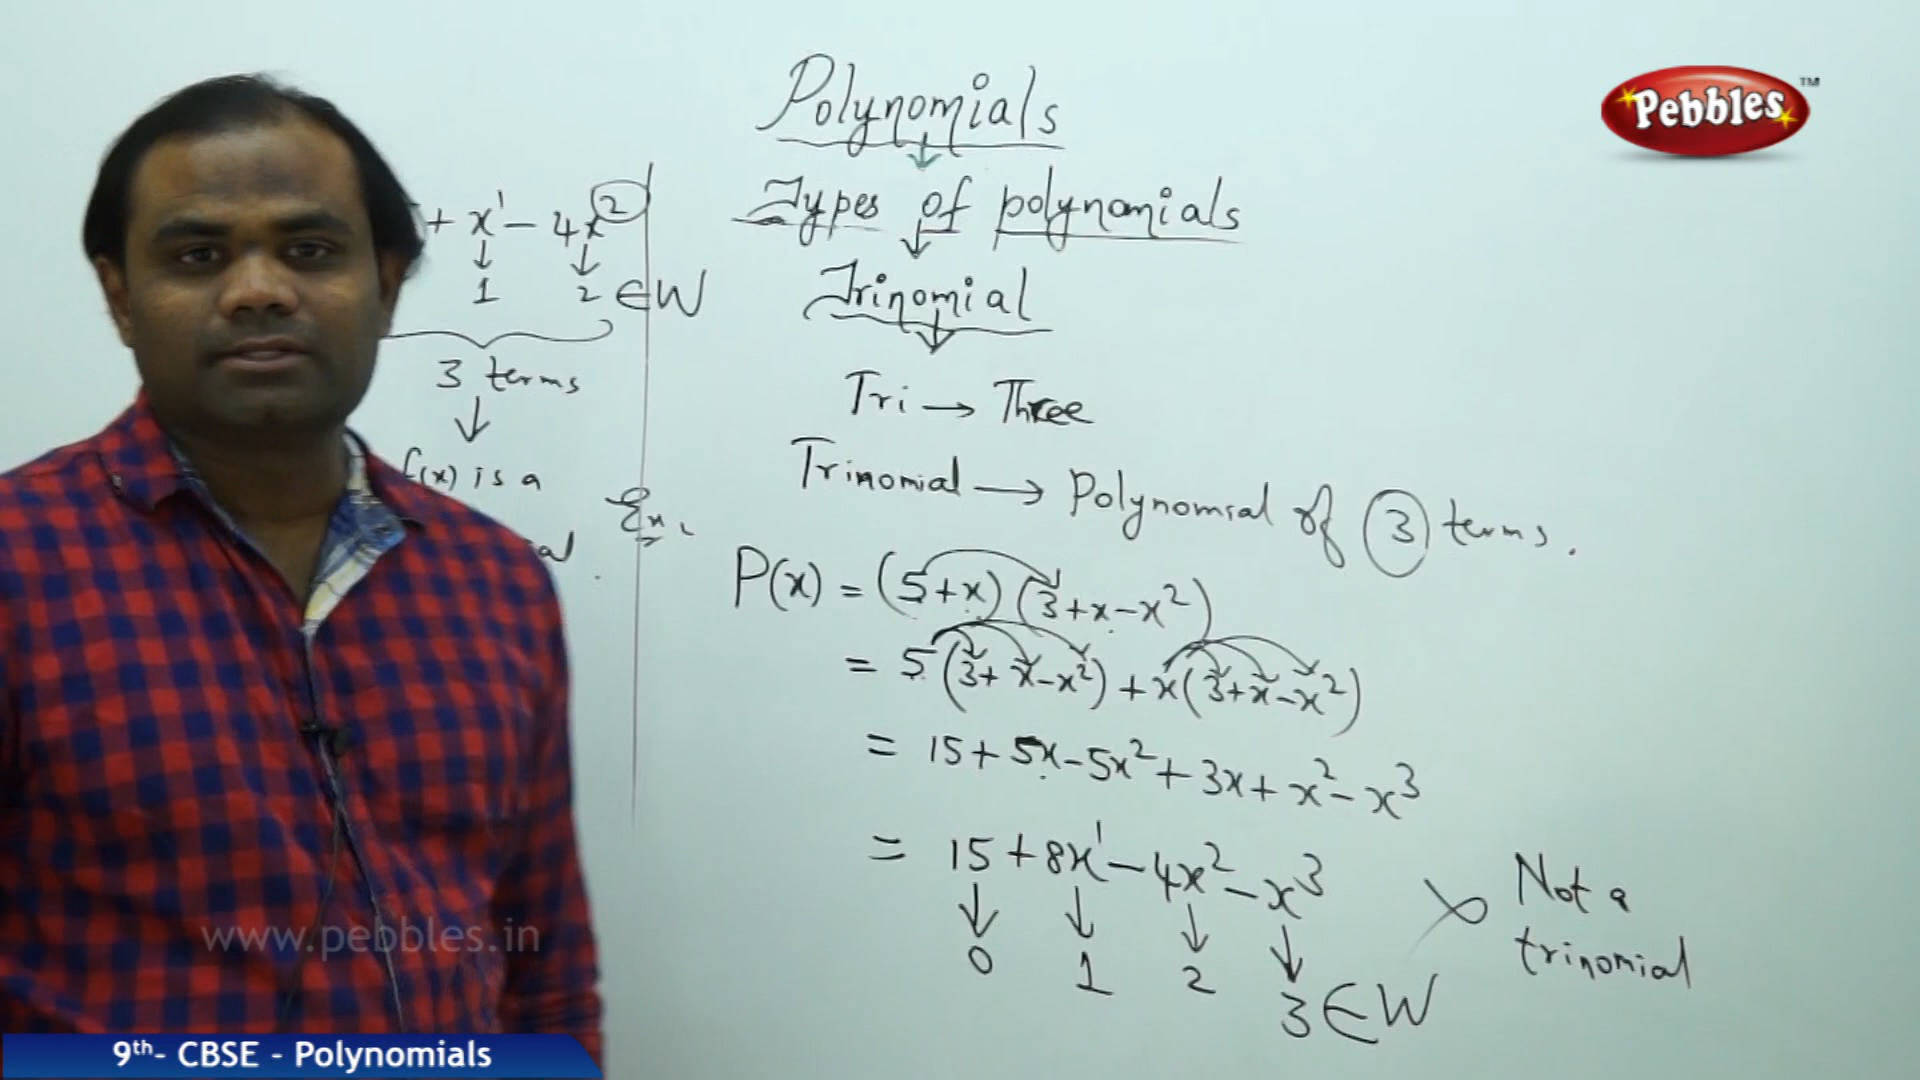 Pebbles™
Polynomials
Types of polynomials
Trinomial
Tri → Three
Trinomial → Polynomial of 3 terms.
+ x¹ − 4x²
↓ ↓
1 2 ∈ W
3 terms
↓
f(x) is a
Ex,
P(x) = (5+x)(3+x−x²)
= 5(3+x−x²)+x(3+x−x²)
= 15+5x−5x²+3x+x²−x³
= 15+8x¹−4x²−x³
↓ ↓ ↓ ↓
0 1 2 3 ∈ W
Not a
trinomial
www.pebbles.in
9th- CBSE - Polynomials